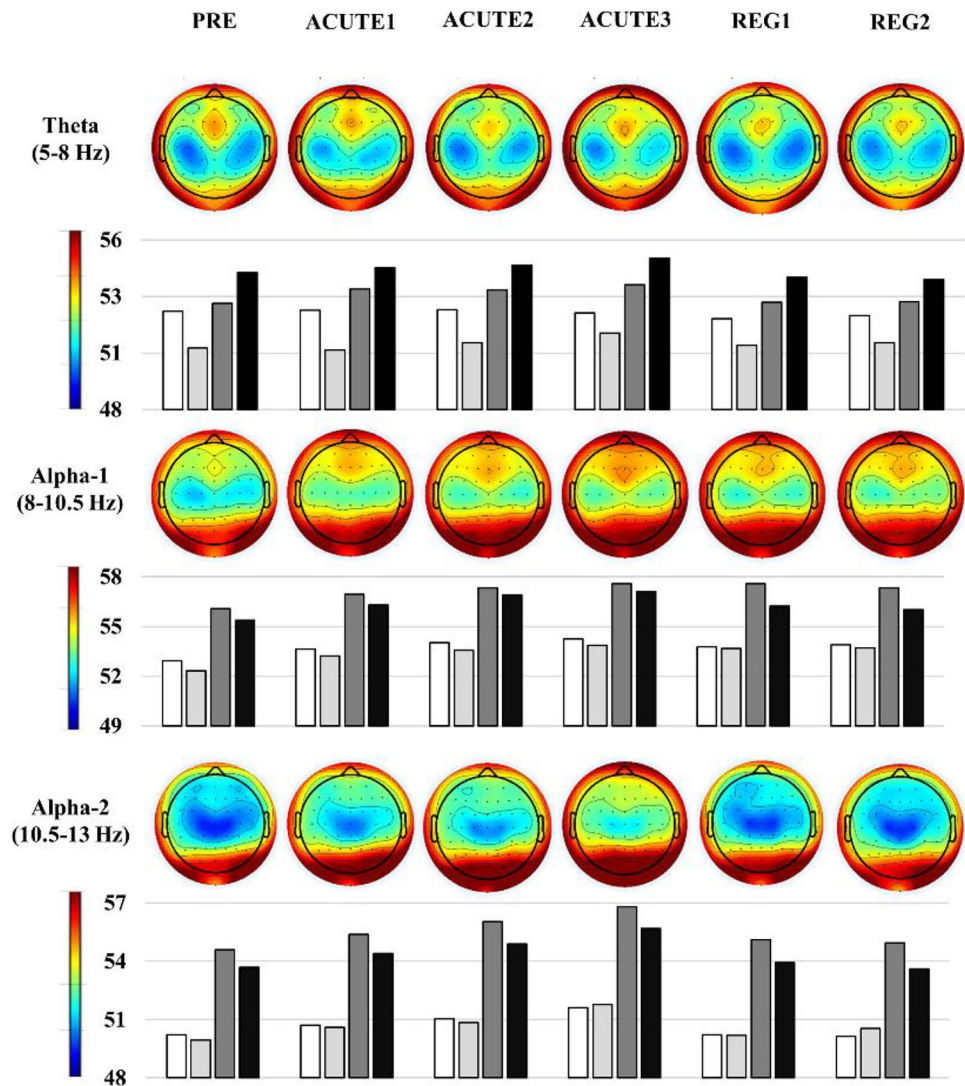 PRE ACUTE1 ACUTE2 ACUTE3 REG1 REG2
Theta
(5-8 Hz)
56
53
51
48
Alpha-1
(8-10.5 Hz)
58
55
52
49
Alpha-2
(10.5-13 Hz)
57
54
51
48